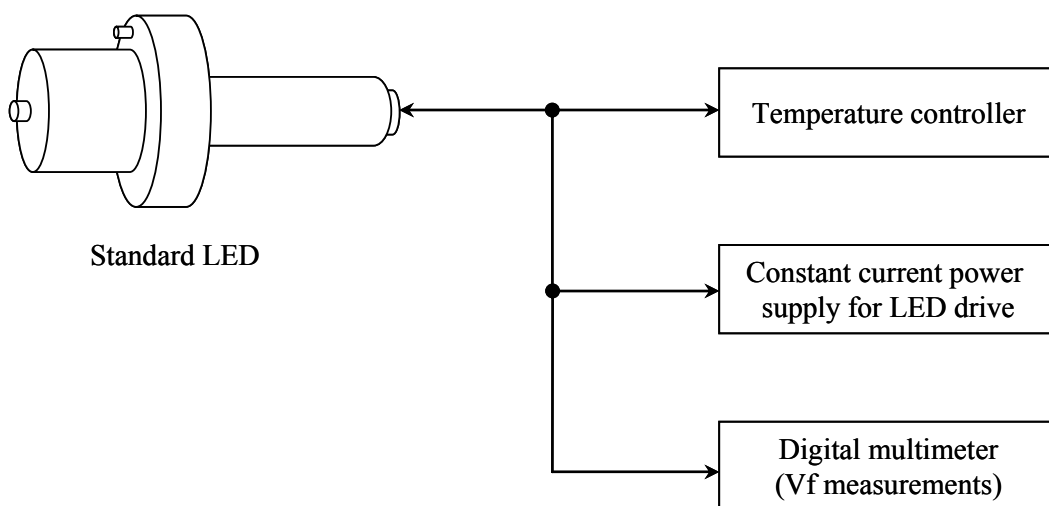 Temperature controller
Standard LED
Constant current power
supply for LED drive
Digital multimeter
(Vf measurements)